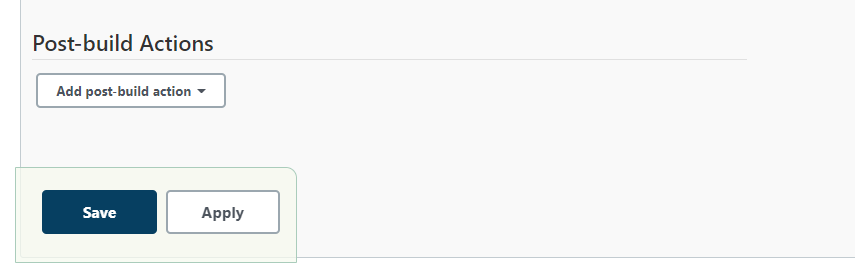 Post-build Actions
Add post-build action
Save
Apply